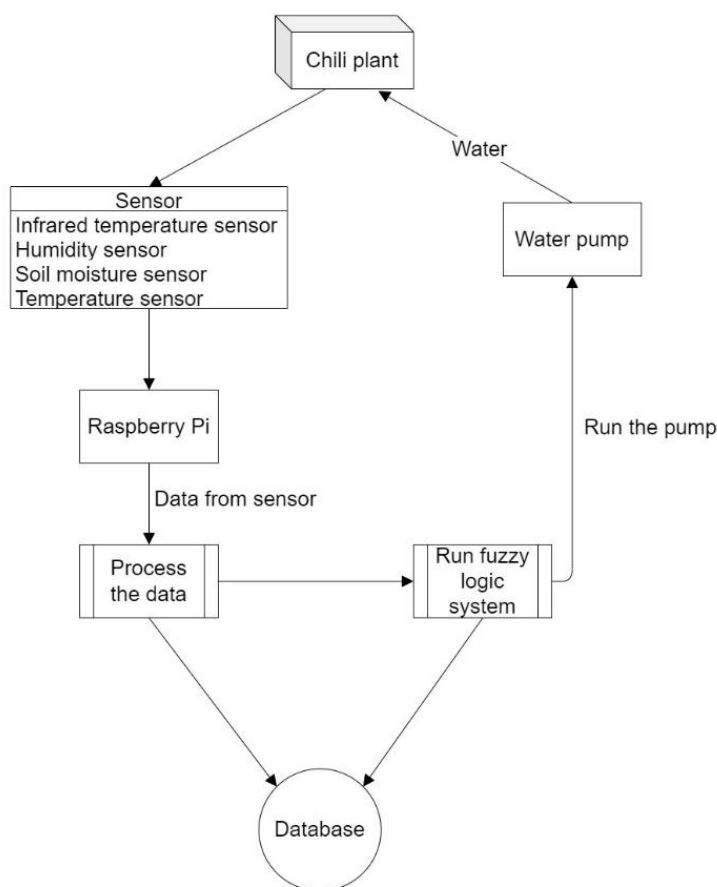 Chili plant
Water
Sensor
Infrared temperature sensor
Humidity sensor
Soil moisture sensor
Temperature sensor
Water pump
Raspberry Pi
Run the pump
Data from sensor
Process
the data
Run fuzzy
logic
system
Database